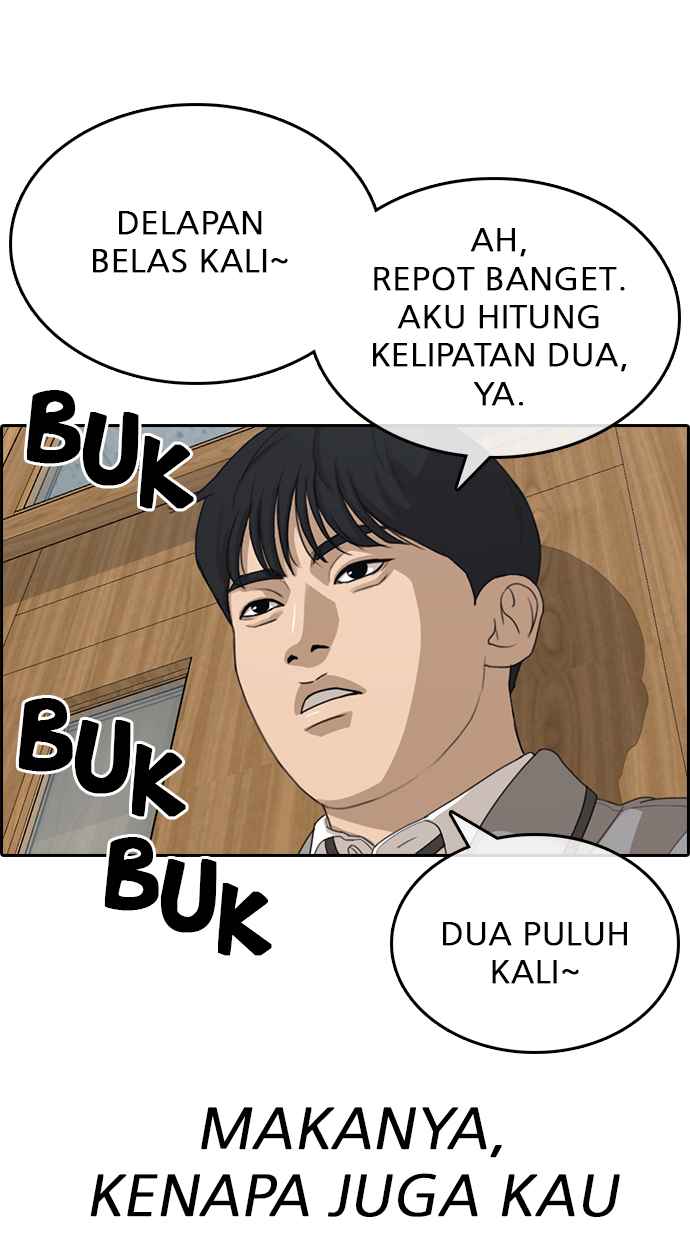 DELAPAN
BELAS KALI~
AH,
REPOT BANGET.
AKU HITUNG
KELIPATAN DUA,
YA.
BUK
BUK
BUK
DUA PULUH
KALI~
MAKANYA,
KENAPA JUGA KAU